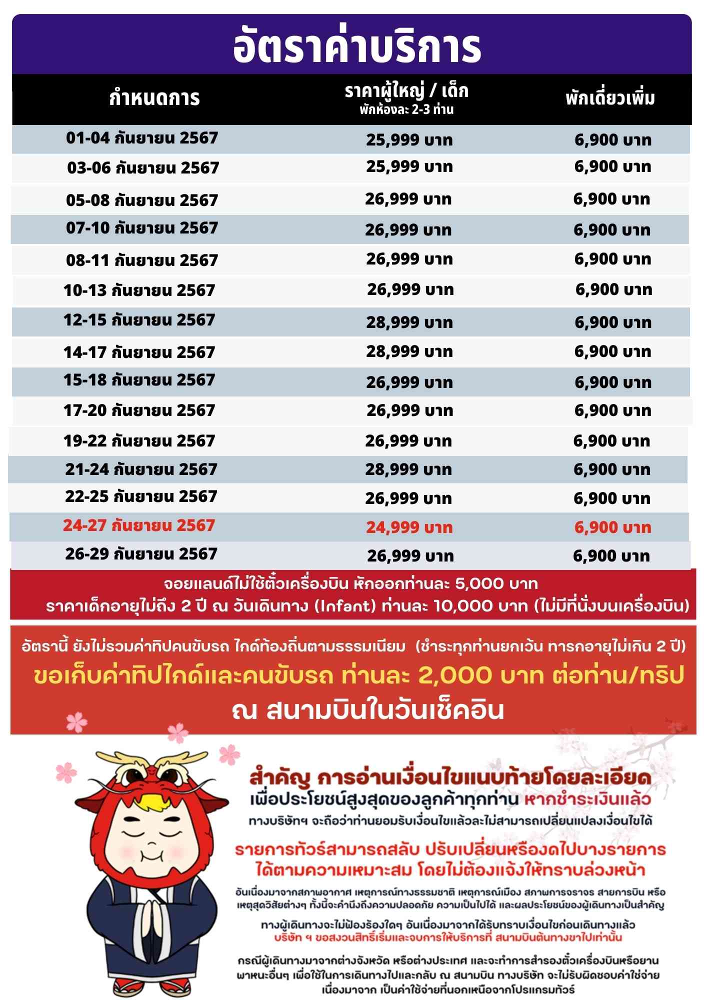 อัตราค่าบริการ
กำหนดการ ราคาผู้ใหญ่ / เด็ก พักเดี่ยวเพิ่ม
พักห้องละ 2-3 ท่าน
01-04 กันยายน 2567 25,999 บาท 6,900 บาท
03-06 กันยายน 2567 25,999 บาท 6,900 บาท
05-08 กันยายน 2567 26,999 บาท 6,900 บาท
07-10 กันยายน 2567 26,999 บาท 6,900 บาท
08-11 กันยายน 2567 26,999 บาท 6,900 บาท
10-13 กันยายน 2567 26,999 บาท 6,900 บาท
12-15 กันยายน 2567 28,999 บาท 6,900 บาท
14-17 กันยายน 2567 28,999 บาท 6,900 บาท
15-18 กันยายน 2567 26,999 บาท 6,900 บาท
17-20 กันยายน 2567 26,999 บาท 6,900 บาท
19-22 กันยายน 2567 26,999 บาท 6,900 บาท
21-24 กันยายน 2567 28,999 บาท 6,900 บาท
22-25 กันยายน 2567 26,999 บาท 6,900 บาท
24-27 กันยายน 2567 24,999 บาท 6,900 บาท
26-29 กันยายน 2567 26,999 บาท 6,900 บาท
จอยแลนด์ไม่ใช้ตั๋วเครื่องบิน หักออกท่านละ 5,000 บาท
ราคาเด็กอายุไม่ถึง 2 ปี ณ วันเดินทาง (Infant) ท่านละ 10,000 บาท (ไม่มีที่นั่งบนเครื่องบิน)
อัตรานี้ ยังไม่รวมค่าทิปคนขับรถ ไกด์ท้องถิ่นตามธรรมเนียม (ชำระทุกท่านยกเว้น ทารกอายุไม่เกิน 2 ปี)
ขอเก็บค่าทิปไกด์และคนขับรถ ท่านละ 2,000 บาท ต่อท่าน/ทริป
ณ สนามบินในวันเช็คอิน
สำคัญ การอ่านเงื่อนไขแนบท้ายโดยละเอียด
เพื่อประโยชน์สูงสุดของลูกค้าทุกท่าน หากชำระเงินแล้ว
ทางบริษัทฯ จะถือว่าท่านยอมรับเงื่อนไขแล้วละไม่สามารถเปลี่ยนแปลงเงื่อนไขได้
รายการทัวร์สามารถสลับ ปรับเปลี่ยนหรืองดไปบางรายการ
ได้ตามความเหมาะสม โดยไม่ต้องแจ้งให้ทราบล่วงหน้า
อันเนื่องมาจากสภาพอากาศ เหตุการณ์ทางธรรมชาติ เหตุการณ์เมือง สภาพการจราจร สายการบิน หรือ
เหตุสุดวิสัยต่างๆ ทั้งนี้จะคำนึงถึงความปลอดภัย ความเป็นไปได้ และผลประโยชน์ของผู้เดินทางเป็นสำคัญ
ทางผู้เดินทางจะไม่ฟ้องร้องใดๆ อันเนื่องมาจากได้รับทราบเงื่อนไขก่อนเดินทางแล้ว
บริษัท ฯ ขอสงวนสิทธิ์เริ่มและจบการให้บริการที่ สนามบินต้นทางขาไปเท่านั้น
กรณีผู้เดินทางมาจากต่างจังหวัด หรือต่างประเทศ และจะทำการสำรองตั๋วเครื่องบินหรือยาน
พาหนะอื่นๆ เพื่อใช้ในการเดินทางไปและกลับ ณ สนามบิน ทางบริษัท จะไม่รับผิดชอบค่าใช้จ่าย
เนื่องมาจาก เป็นค่าใช้จ่ายที่นอกเหนือจากโปรแกรมทัวร์